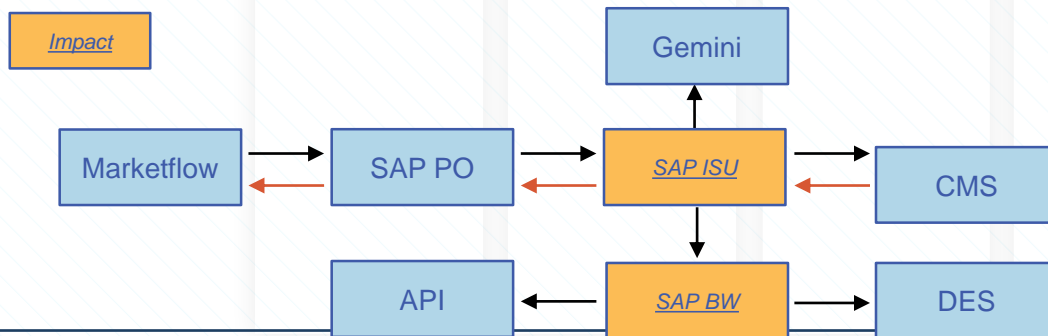 Impact
Gemini
Marketflow
SAP PO
SAP ISU
CMS
API
SAP BW
DES